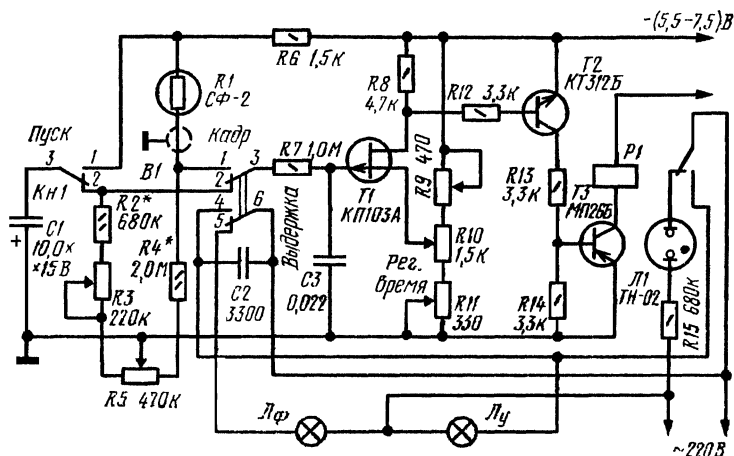 -(5,5-7,5)В
R6 1,5к
R1
СФ-2
R8
4,7к
R12 3,3к
T2
КТ312Б
Пуск
3
1
2
Кн1
Кадр
В1
1
2
3
4
5
6
R7 1,0М
T1
КП103А
R9 470
R13
3,3к
P1
T3
МП26Б
C1
10,0×
×15В
+
R2*
680к
R4*
2,0М
R3
220к
Выдержка
C2
3300
C3
0,022
Рег.
время
R10
1,5К
R11
330
R14
3,3к
Л1
ТН-02
R15 680к
R5 470к
Лф
Лу
~220В